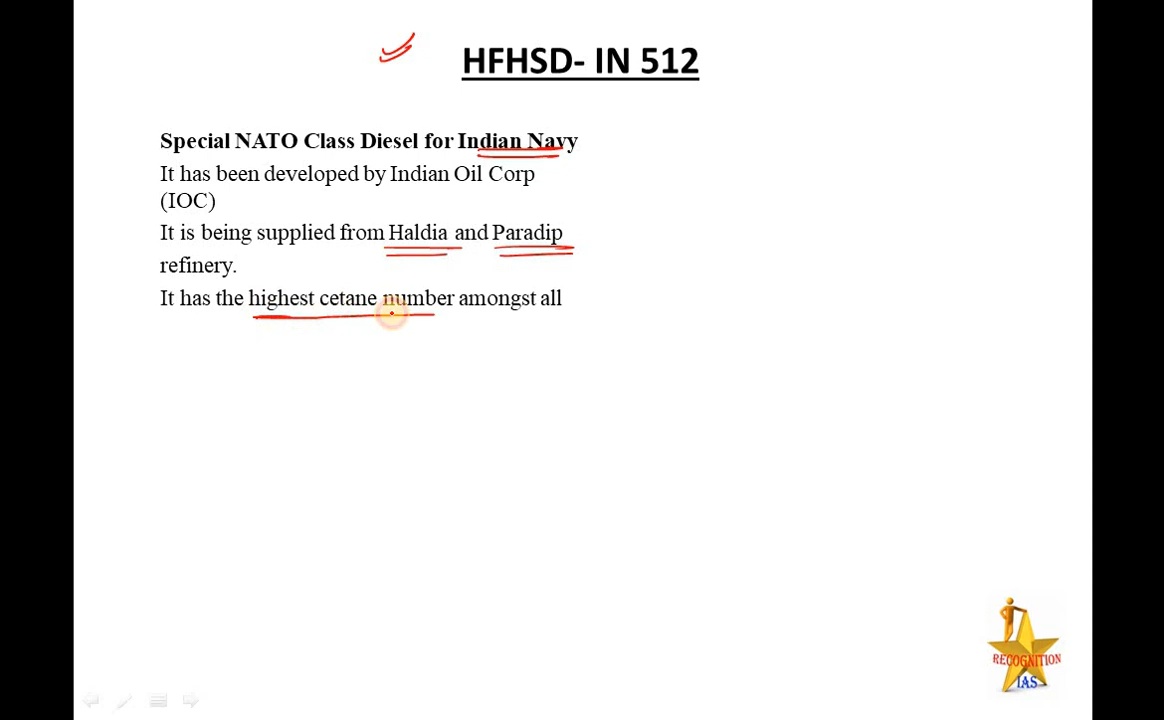 HFHSD- IN 512
Special NATO Class Diesel for Indian Navy
It has been developed by Indian Oil Corp
(IOC)
It is being supplied from Haldia and Paradip
refinery.
It has the highest cetane number amongst all
RECOGNITION
IAS